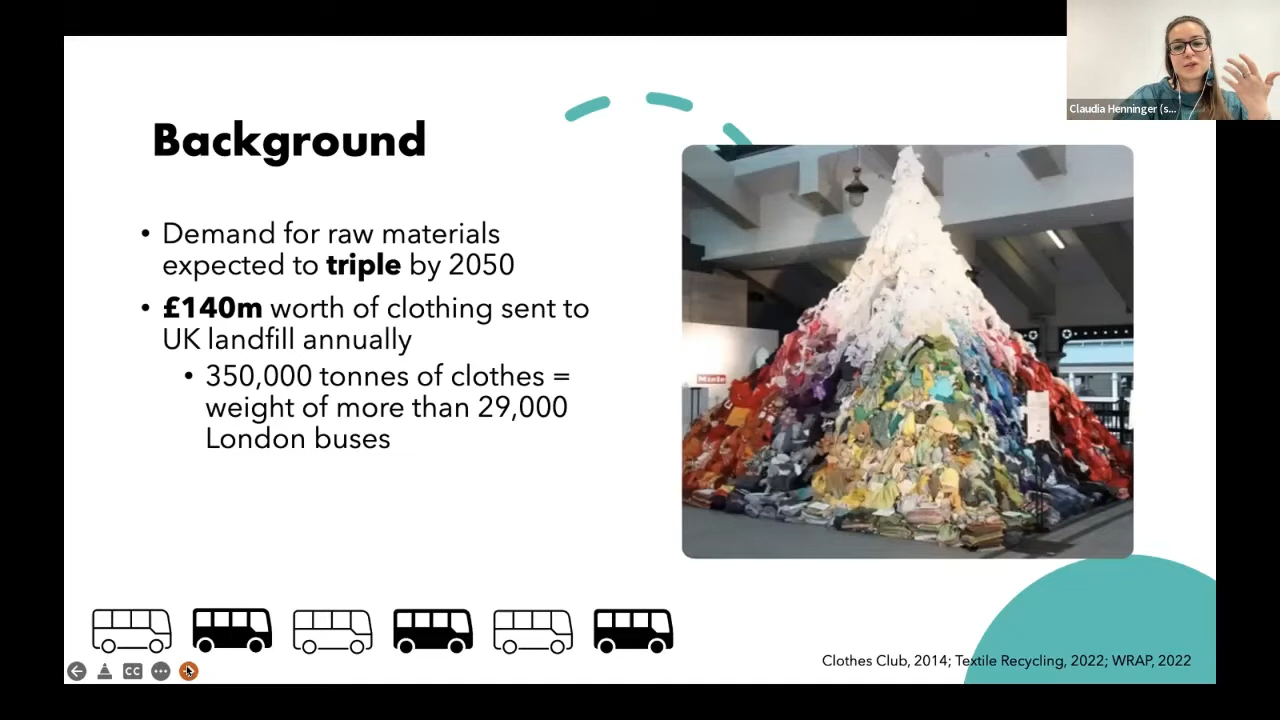 Claudia Henninger (s...
Background
• Demand for raw materials
expected to triple by 2050
• £140m worth of clothing sent to
UK landfill annually
• 350,000 tonnes of clothes =
weight of more than 29,000
London buses
Miele
CC
Clothes Club, 2014; Textile Recycling, 2022; WRAP, 2022